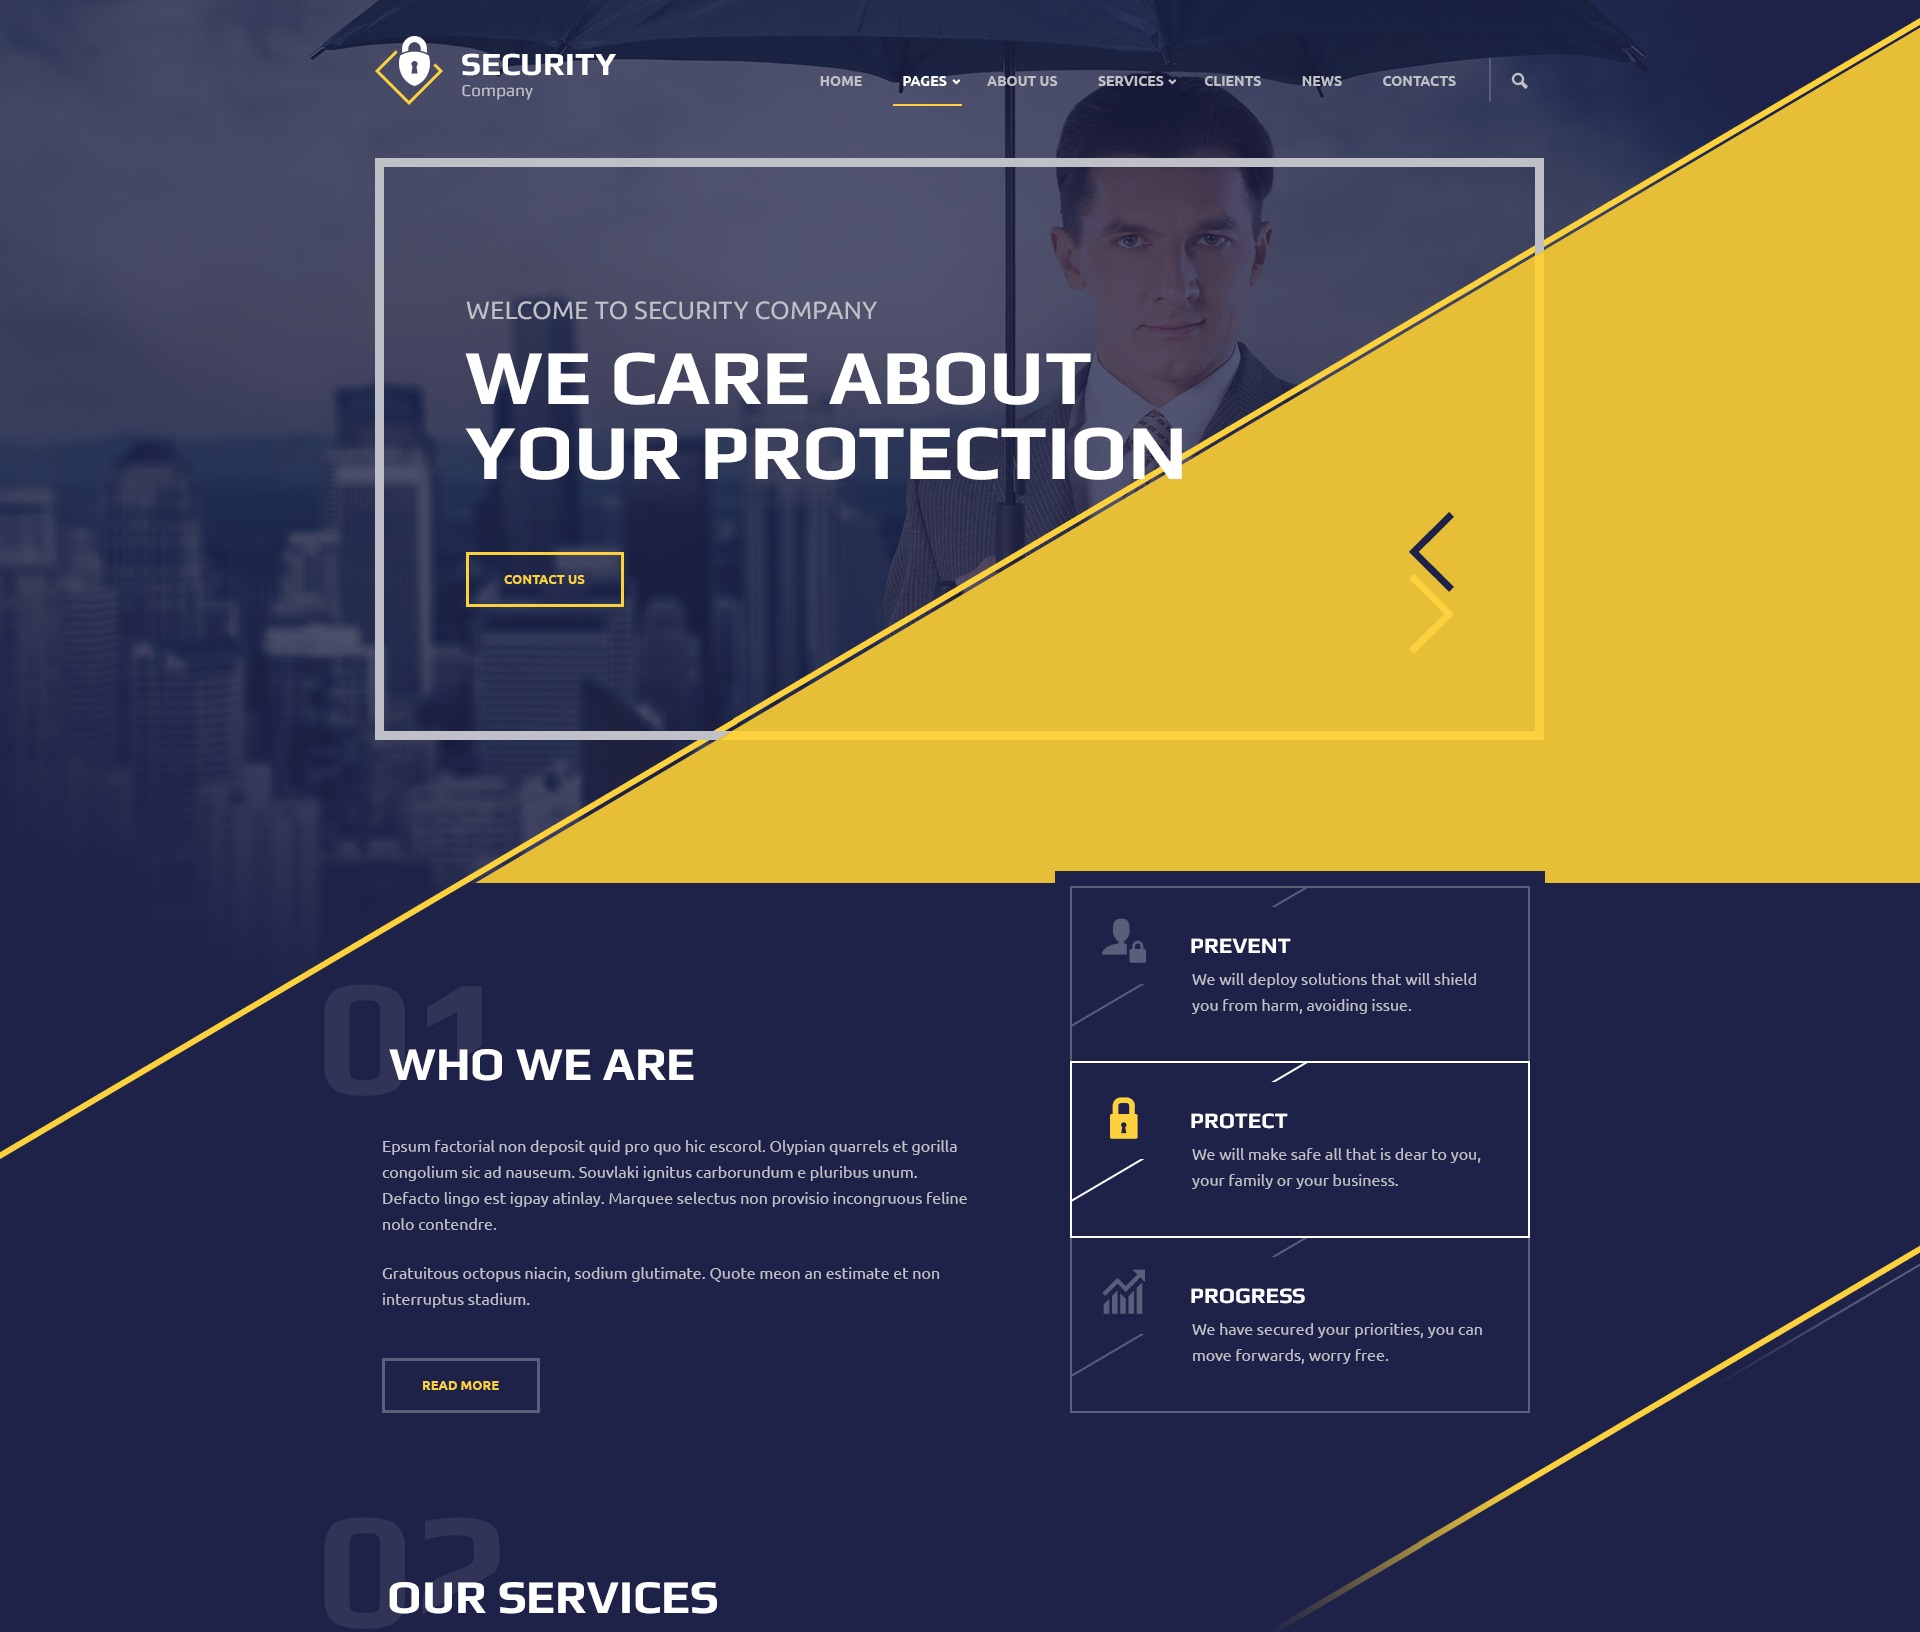 SECURITY
Company
HOME PAGES ABOUT US SERVICES CLIENTS NEWS CONTACTS
WELCOME TO SECURITY COMPANY
WE CARE ABOUT
YOUR PROTECTION
CONTACT US
01
WHO WE ARE
Epsum factorial non deposit quid pro quo hic escorol. Olypian quarrels et gorilla
congolium sic ad nauseum. Souvlaki ignitus carborundum e pluribus unum.
Defacto lingo est igpay atinlay. Marquee selectus non provisio incongruous feline
nolo contendre.
Gratuitous octopus niacin, sodium glutimate. Quote meon an estimate et non
interruptus stadium.
READ MORE
PREVENT
We will deploy solutions that will shield
you from harm, avoiding issue.
PROTECT
We will make safe all that is dear to you,
your family or your business.
PROGRESS
We have secured your priorities, you can
move forwards, worry free.
02
OUR SERVICES